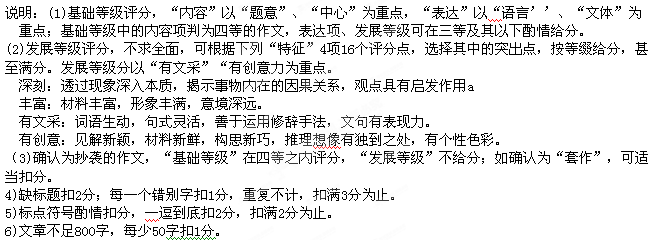 说明：(1)基础等级评分，“内容”以“题意”、“中心”为重点，“表达”以“语言’’、“文体”为
重点；基础等级中的内容项判为四等的作文，表达项、发展等级可在三等及其以下酌情给分。
(2)发展等级评分，不求全面，可根据下列“特征”4项16个评分点，选择其中的突出点，按等缀给分，甚
至满分。发展等级分以“有文采”“有创意力为重点。
深刻：透过现象深入本质，揭示事物内在的因果关系，观点具有启发作用a
丰富：材料丰富，形象丰满，意境深远。
有文采：词语生动，句式灵活，善于运用修辞手法，文句有表现力。
有创意：见解新颖，材料新鲜，构思新巧，推理想像有独到之处，有个性色彩。
(3)确认为抄袭的作文，“基础等级”在四等之内评分，“发展等级”不给分；如确认为“套作”，可适
当扣分。
4)缺标题扣2分；每一个错别字扣1分，重复不计，扣满3分为止。
5)标点符号酌情扣分，一逗到底扣2分，扣满2分为止。
6)文章不足800字，每少50字扣1分。